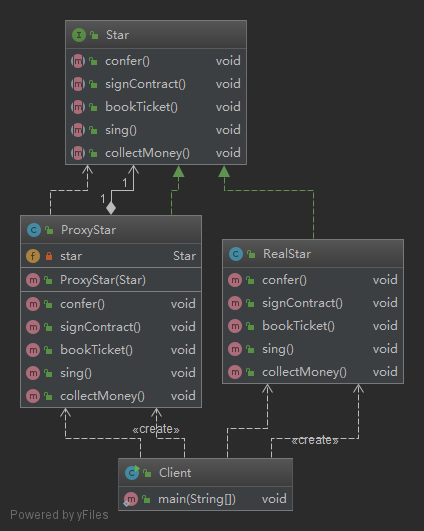 Star
confer() void
signContract() void
bookTicket() void
sing() void
collectMoney() void
1
1
ProxyStar
star Star
ProxyStar(Star)
confer() void
signContract() void
bookTicket() void
sing() void
collectMoney() void
RealStar
confer() void
signContract() void
bookTicket() void
sing() void
collectMoney() void
«create»
«create»
Client
main(String[]) void
Powered by yFiles